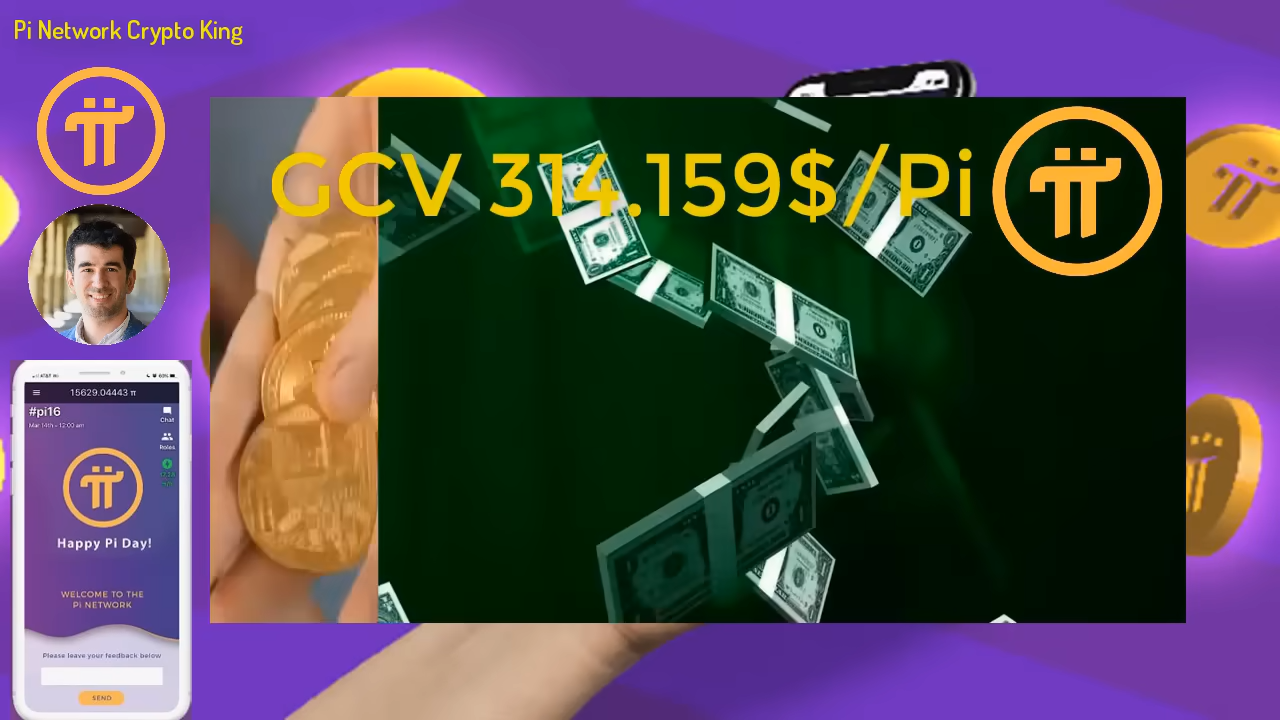 Pi Network Crypto King
GCV 314.159$/Pi
15629.04443 π
#pi16
Mar 14th - 12:00 am
Chat
Roles
Happy Pi Day!
WELCOME TO THE
Pi NETWORK
Please leave your feedback below
SEND